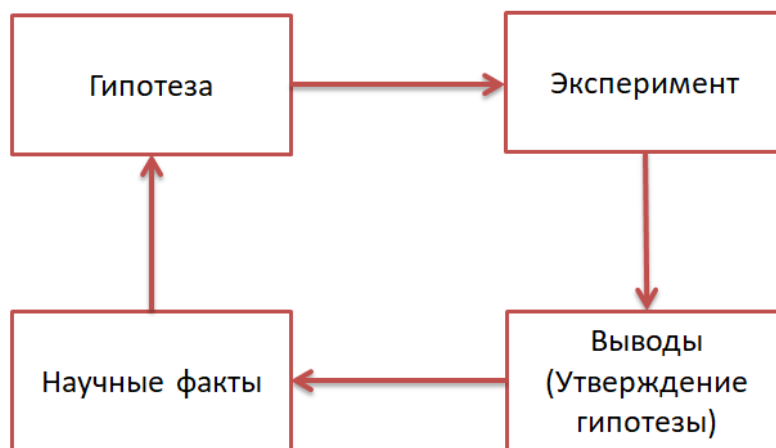 Гипотеза
Эксперимент
Научные факты
Выводы
(Утверждение
гипотезы)